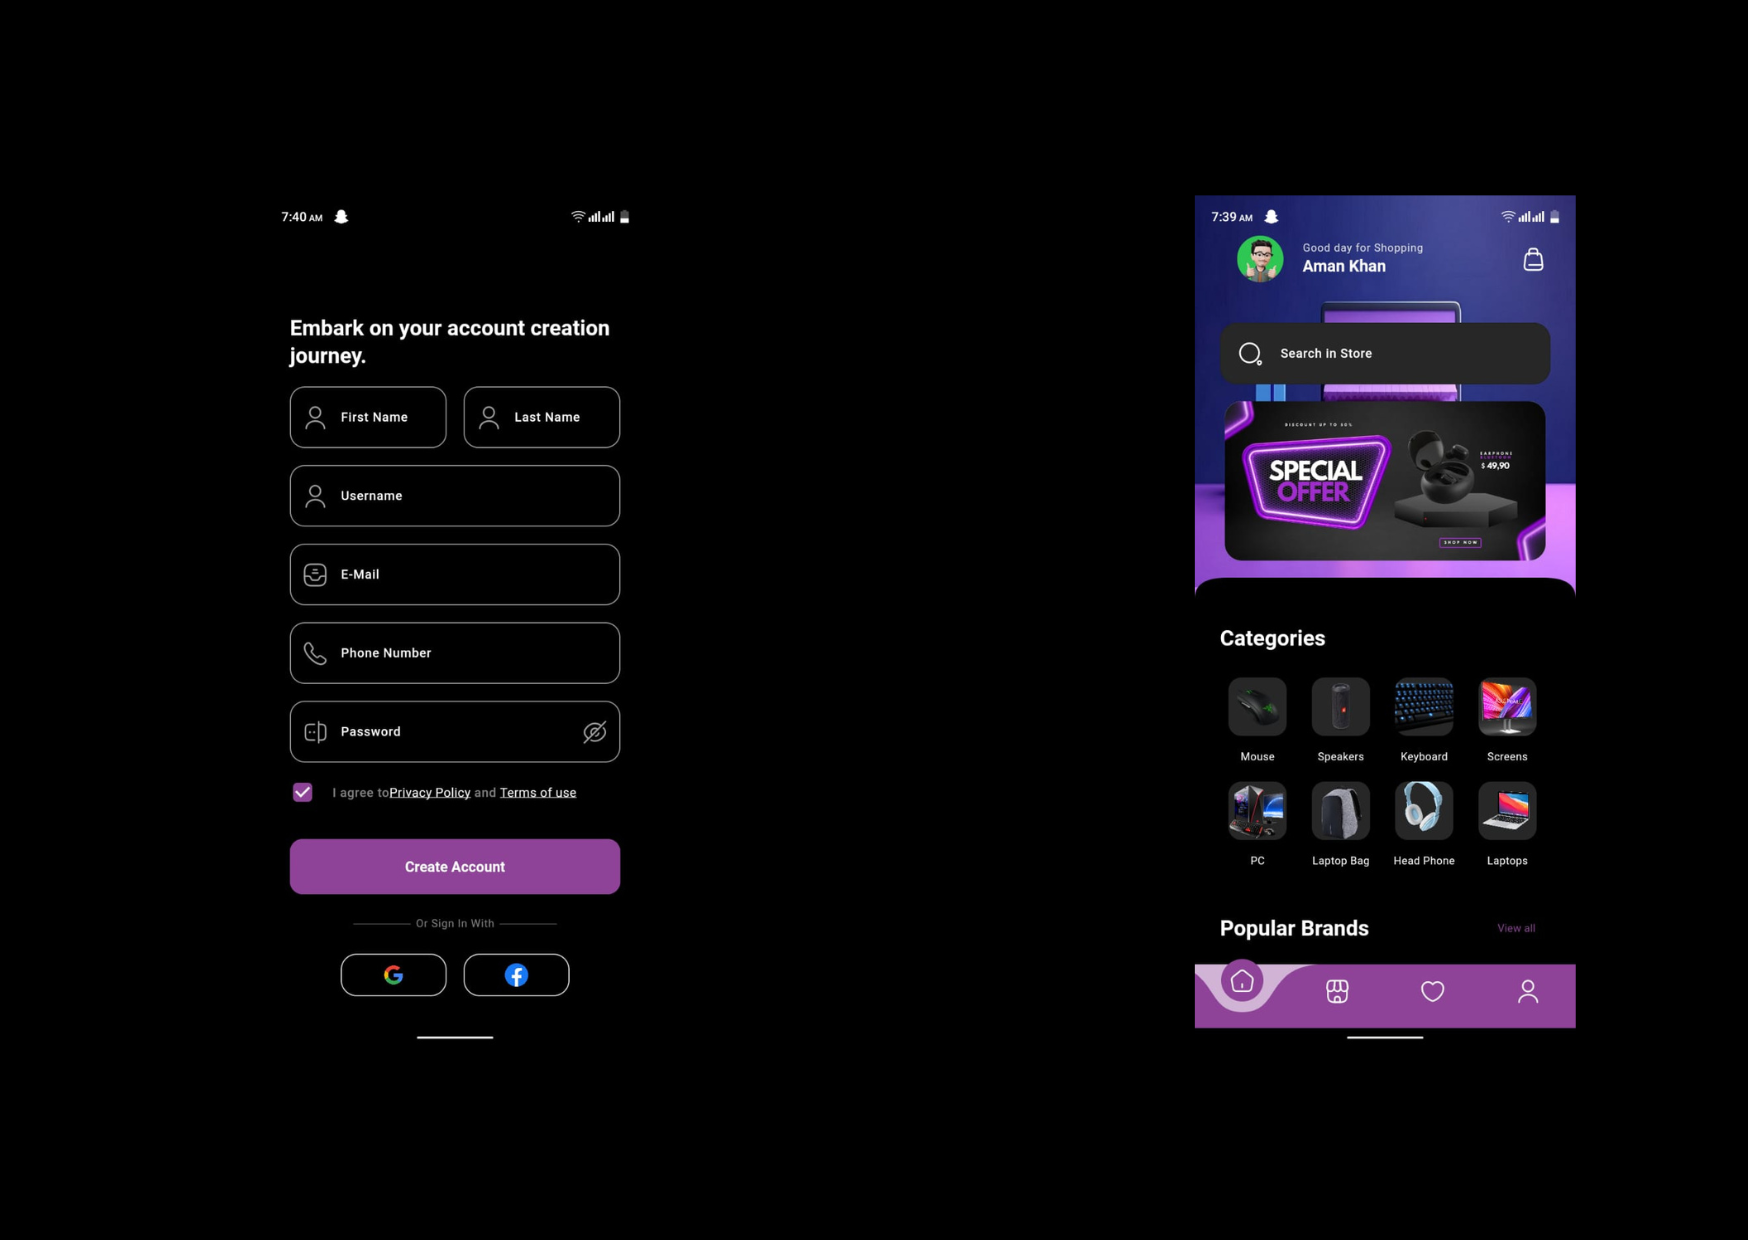 7:40 AM
Embark on your account creation
journey.
First Name
Last Name
Username
E-Mail
Phone Number
Password
I agree toPrivacy Policy and Terms of use
Create Account
Or Sign In With
7:39 AM
Good day for Shopping
Aman Khan
Search in Store
DISCOUNT UP TO 50%
SPECIAL
OFFER
EARPHONE
BLUETOOTH
$ 49,90
SHOP NOW
Categories
Mouse
Speakers
Keyboard
Screens
PC
Laptop Bag
Head Phone
Laptops
Popular Brands
View all